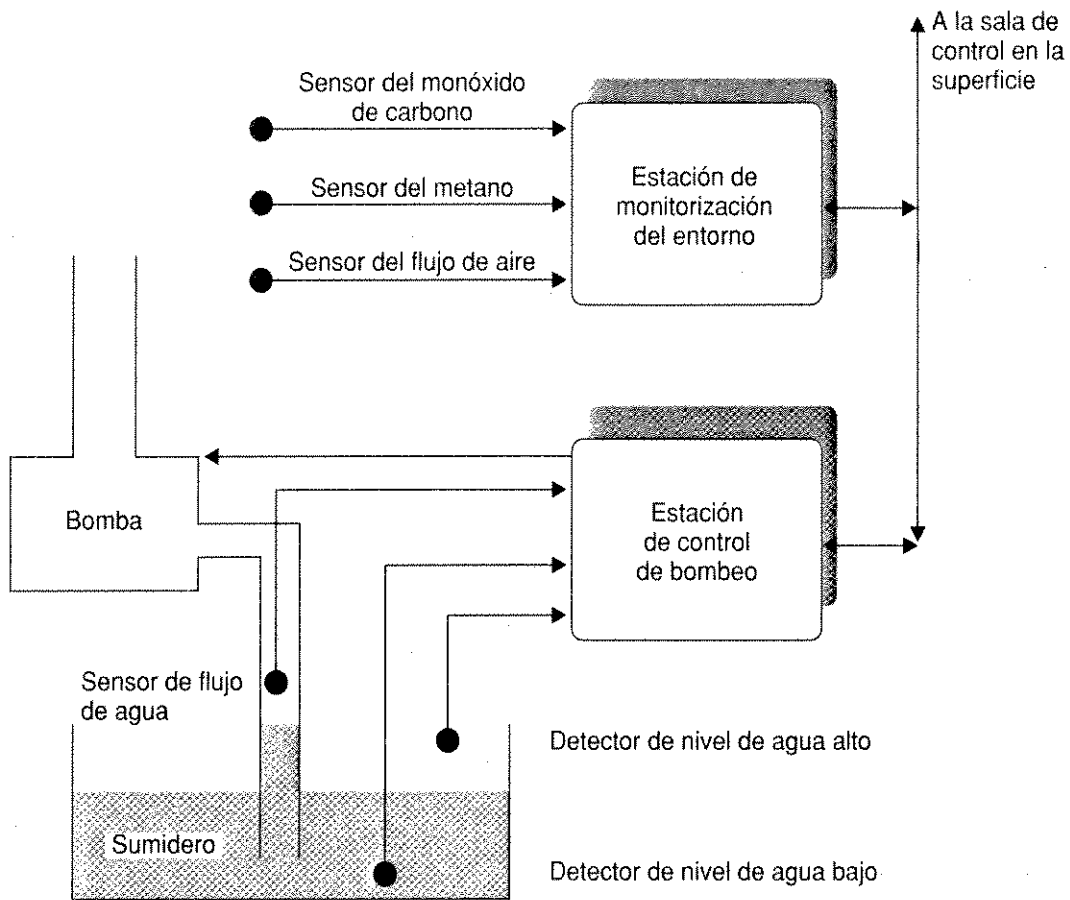 A la sala de
control en la
superficie
Sensor del monóxido
de carbono
Sensor del metano
Sensor del flujo de aire
Estación de
monitorización
del entorno
Bomba
Estación
de control
de bombeo
Sensor de flujo
de agua
Detector de nivel de agua alto
Sumidero
Detector de nivel de agua bajo